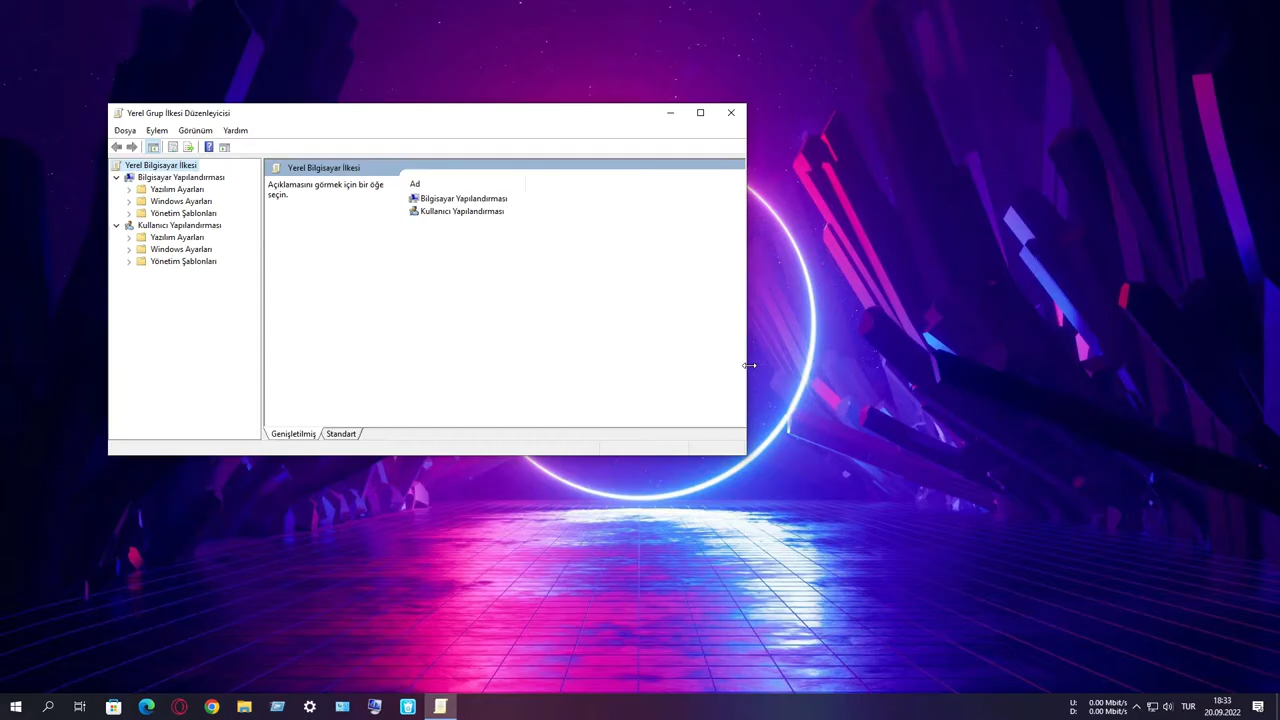 Yerel Grup İlkesi Düzenleyicisi
Dosya Eylem Görünüm Yardım
Yerel Bilgisayar İlkesi
Bilgisayar Yapılandırması
Yazılım Ayarları
Windows Ayarları
Yönetim Şablonları
Kullanıcı Yapılandırması
Yazılım Ayarları
Windows Ayarları
Yönetim Şablonları
Yerel Bilgisayar İlkesi
Açıklamasını görmek için bir öğe
seçin.
Ad
Bilgisayar Yapılandırması
Kullanıcı Yapılandırması
Genişletilmiş Standart
U: 0.00 Mbit/s
D: 0.00 Mbit/s
TUR
18:33
20.09.2022